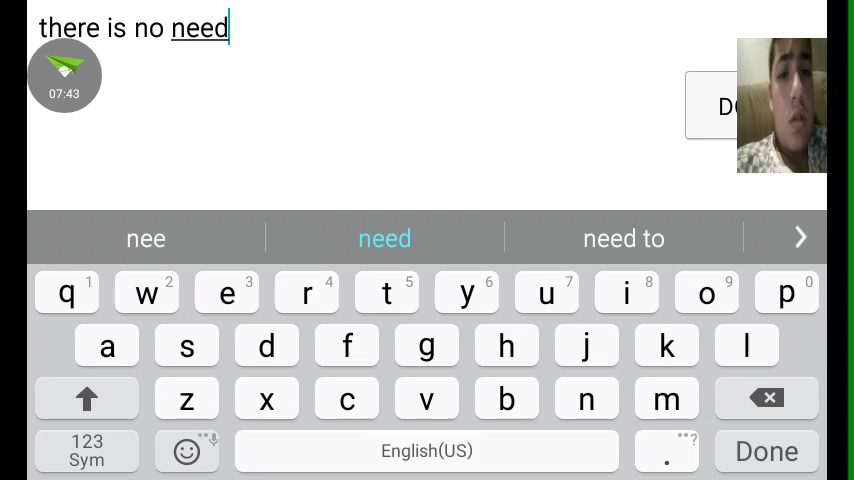 there is no need
07:43
DO
nee need need to
q 1 w 2 e 3 r 4 t 5 y 6 u 7 i 8 o 9 p 0
a s d f g h j k l
z x c v b n m
123 Sym English(US) . ? Done